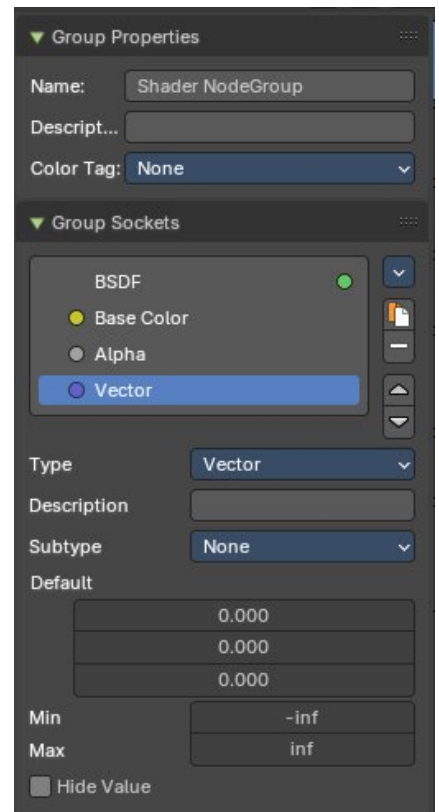 Group Properties
Name: Shader NodeGroup
Descript...
Color Tag: None
Group Sockets
BSDF
Base Color
Alpha
Vector
Type Vector
Description
Subtype None
Default
0.000
0.000
0.000
Min -inf
Max inf
Hide Value